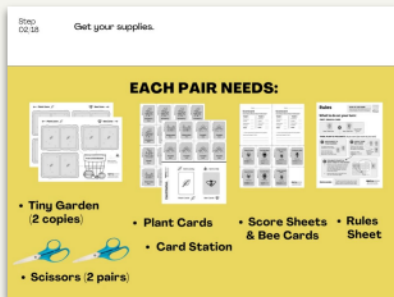 Step
02/18
Get your supplies.
EACH PAIR NEEDS:
Rules
• Tiny Garden
(2 copies)
• Plant Cards
• Card Station
• Score Sheets
& Bee Cards
• Rules
Sheet
• Scissors (2 pairs)